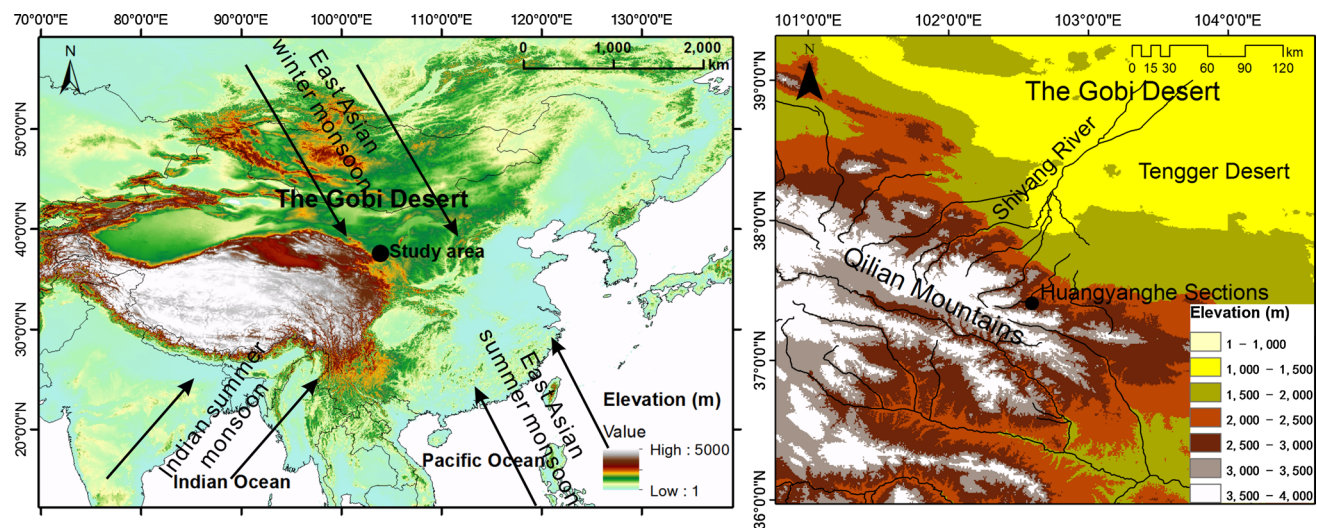 70°0'0"E 80°0'0"E 90°0'0"E 100°0'0"E 110°0'0"E 120°0'0"E 130°0'0"E
50°0'0"N
40°0'0"N
30°0'0"N
20°0'0"N
N
0 1,000 2,000
km
East Asian
winter monsoon
The Gobi Desert
Study area
Indian summer
monsoon
Indian Ocean
East Asian
summer monsoon
Pacific Ocean
Elevation (m)
Value
High : 5000
Low : 1
101°0'0"E 102°0'0"E 103°0'0"E 104°0'0"E
39°0'0"N
38°0'0"N
37°0'0"N
36°0'0"N
N
0 15 30 60 90 120
km
The Gobi Desert
Shiyang River
Tengger Desert
Qilian Mountains
Huangyanghe Sections
Elevation (m)
1 – 1,000
1,000 – 1,500
1,500 – 2,000
2,000 – 2,500
2,500 – 3,000
3,000 – 3,500
3,500 – 4,000